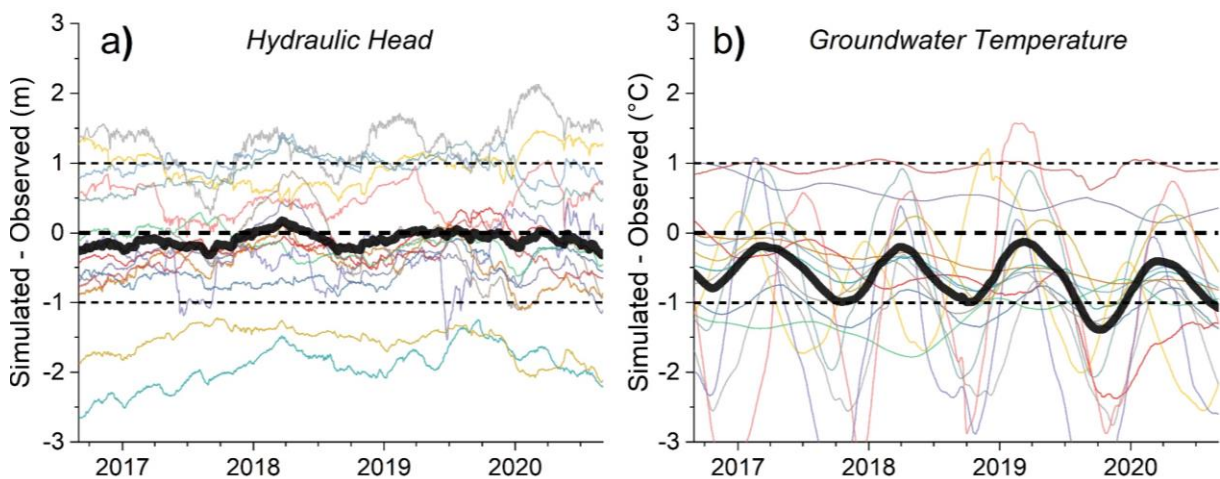 a) Hydraulic Head
Simulated - Observed (m)
3
2
1
0
-1
-2
-3
2017 2018 2019 2020
b) Groundwater Temperature
Simulated - Observed (°C)
3
2
1
0
-1
-2
-3
2017 2018 2019 2020